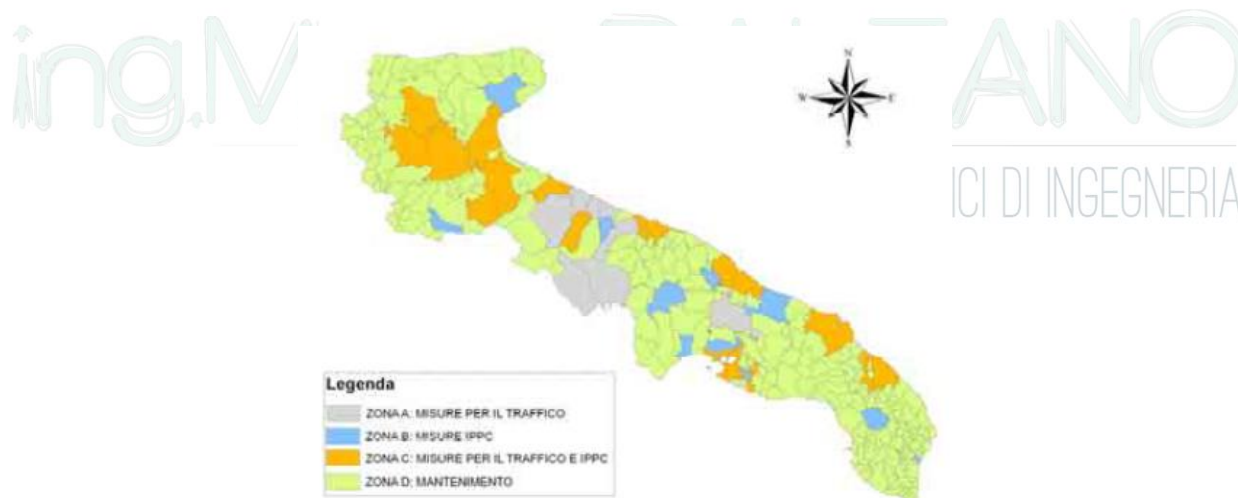 ing.M ANO
ICI DI INGEGNERIA
N
W E
S
Legenda
ZONA A: MISURE PER IL TRAFFICO
ZONA B: MISURE IPPC
ZONA C: MISURE PER IL TRAFFICO E IPPC
ZONA D: MANTENIMENTO